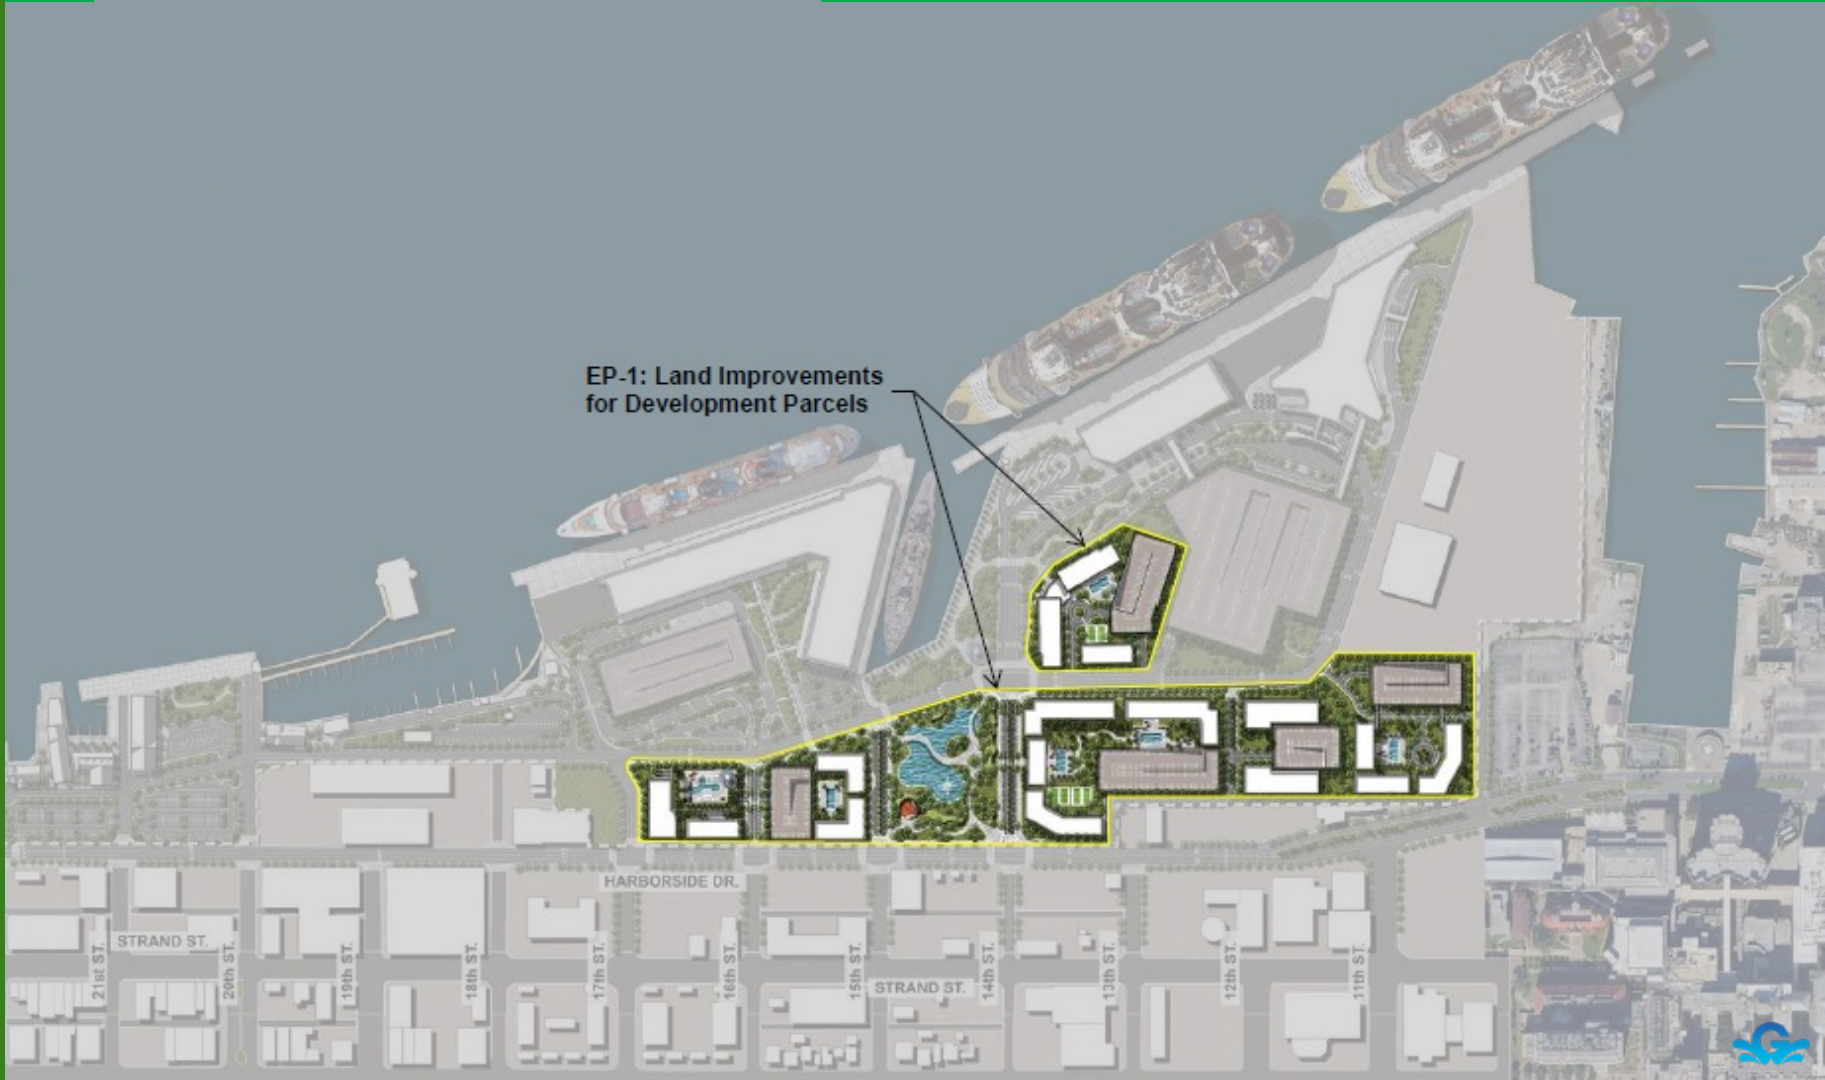 EP-1: Land Improvements
for Development Parcels
HARBORSIDE DR.
STRAND ST.
21st ST.
20th ST.
19th ST.
18th ST.
17th ST.
16th ST.
15th ST.
STRAND ST.
14th ST.
13th ST.
12th ST.
11th ST.
G